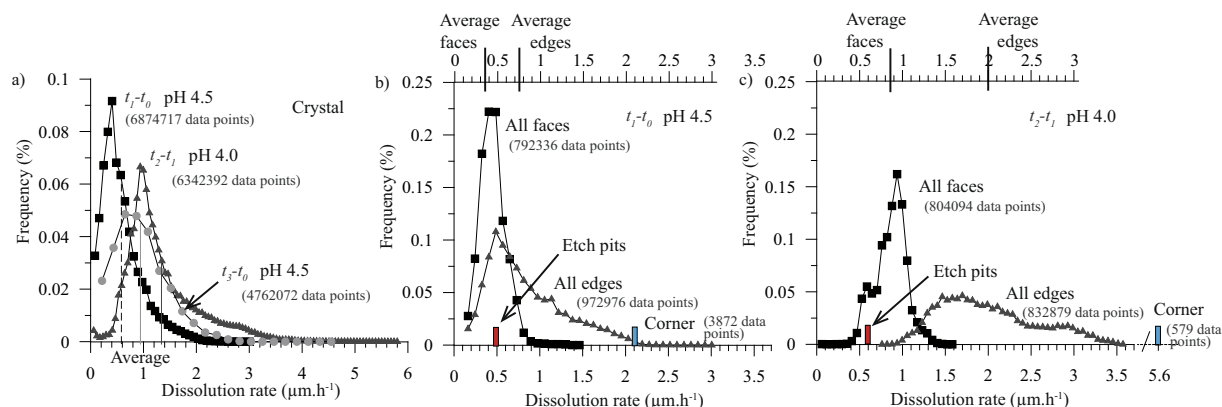 a)
0.1
0.08
0.06
0.04
0.02
0
Frequency (%)
t1-t0 pH 4.5
(6874717 data points)
Crystal
t2-t1 pH 4.0
(6342392 data points)
t3-t0 pH 4.5
(4762072 data points)
Average
0 1 2 3 4 5 6
Dissolution rate (µm.h-1)
b)
Average
faces
Average
edges
0 0.5 1 1.5 2 2.5 3.0 3.5
0.25
0.2
0.15
0.1
0.05
0
Frequency (%)
t1-t0 pH 4.5
All faces
(792336 data points)
Etch pits
All edges
(972976 data points)
Corner (3872 data
points)
0 0.5 1 1.5 2 2.5 3 3.5
Dissolution rate (µm.h-1)
c)
Average
faces
Average
edges
0 0.5 1 1.5 2 2.5 3
0.25
0.2
0.15
0.1
0.05
0
Frequency (%)
t2-t1 pH 4.0
All faces
(804094 data points)
Etch pits
All edges
(832879 data points)
Corner
(579 data
points)
0 0.5 1 1.5 2 2.5 3 3.5 5.6
Dissolution rate (µm.h-1)